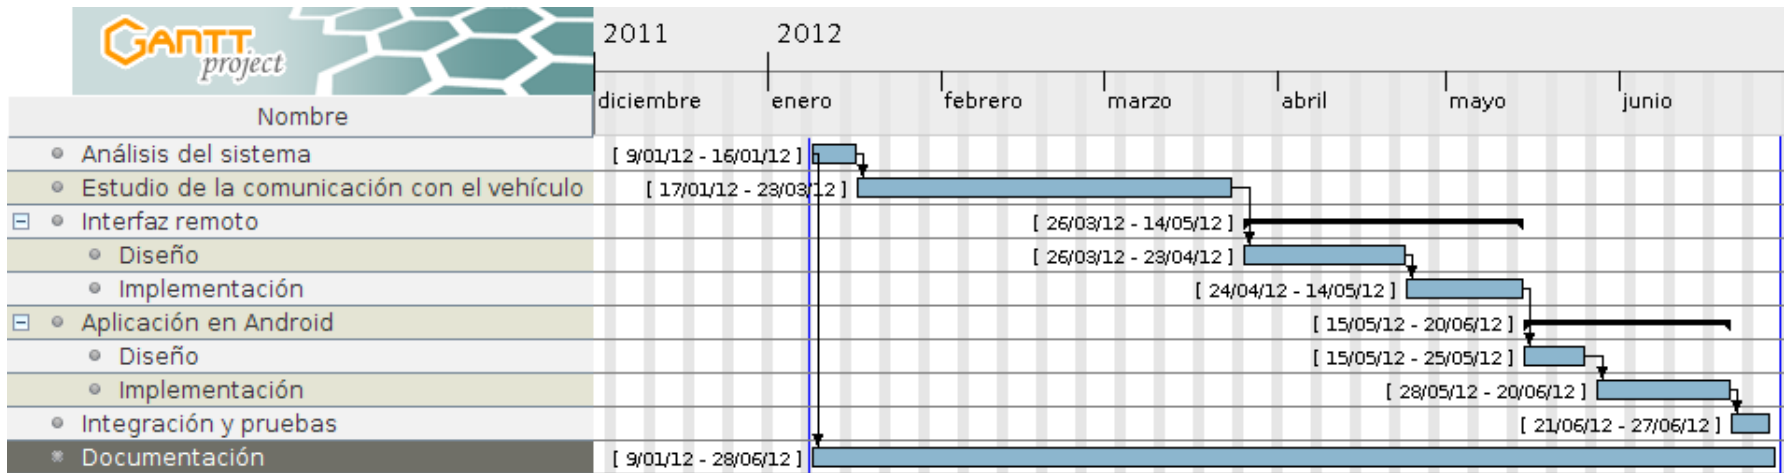 GANTT
project
2011 2012
diciembre enero febrero marzo abril mayo junio
Nombre
Análisis del sistema [ 9/01/12 - 16/01/12 ]
Estudio de la comunicación con el vehículo [ 17/01/12 - 23/03/12 ]
Interfaz remoto [ 26/03/12 - 14/05/12 ]
Diseño [ 26/03/12 - 23/04/12 ]
Implementación [ 24/04/12 - 14/05/12 ]
Aplicación en Android [ 15/05/12 - 20/06/12 ]
Diseño [ 15/05/12 - 25/05/12 ]
Implementación [ 28/05/12 - 20/06/12 ]
Integración y pruebas [ 21/06/12 - 27/06/12 ]
Documentación [ 9/01/12 - 28/06/12 ]